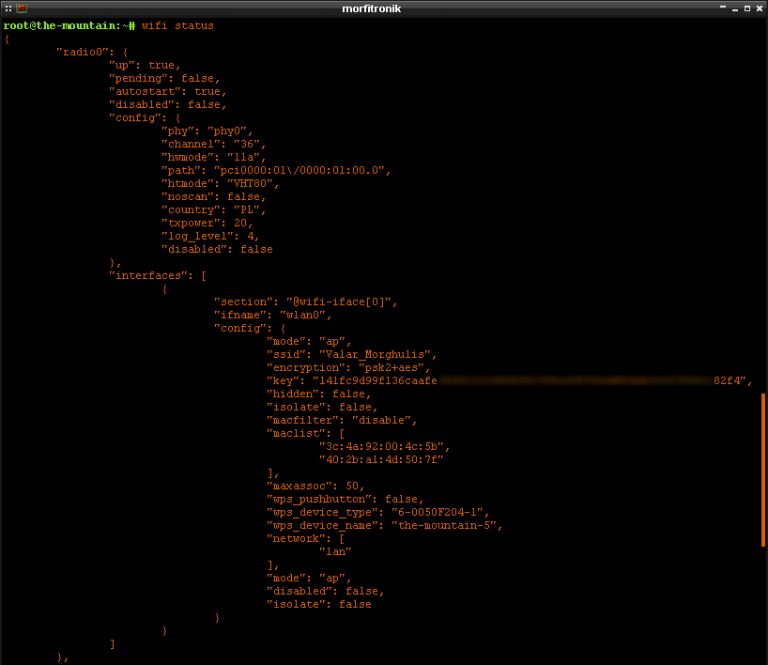 morfitronik
root@the-mountain:~# wifi status
{
"radio0": {
"up": true,
"pending": false,
"autostart": true,
"disabled": false,
"config": {
"phy": "phy0",
"channel": "36",
"hwmode": "11a",
"path": "pci0000:01\/0000:01:00.0",
"htmode": "VHT80",
"noscan": false,
"country": "PL",
"txpower": 20,
"log_level": 4,
"disabled": false
},
"interfaces": [
{
"section": "@wifi-iface[0]",
"ifname": "wlan0",
"config": {
"mode": "ap",
"ssid": "Valar_Morghulis",
"encryption": "psk2+aes",
"key": "141fc9d99f136caafe 82f4",
"hidden": false,
"isolate": false,
"macfilter": "disable",
"maclist": [
"3c:4a:92:00:4c:5b",
"40:2b:a1:4d:50:7f"
],
"maxassoc": 50,
"wps_pushbutton": false,
"wps_device_type": "6-0050F204-1",
"wps_device_name": "the-mountain-5",
"network": [
"lan"
],
"mode": "ap",
"disabled": false,
"isolate": false
}
}
]
},